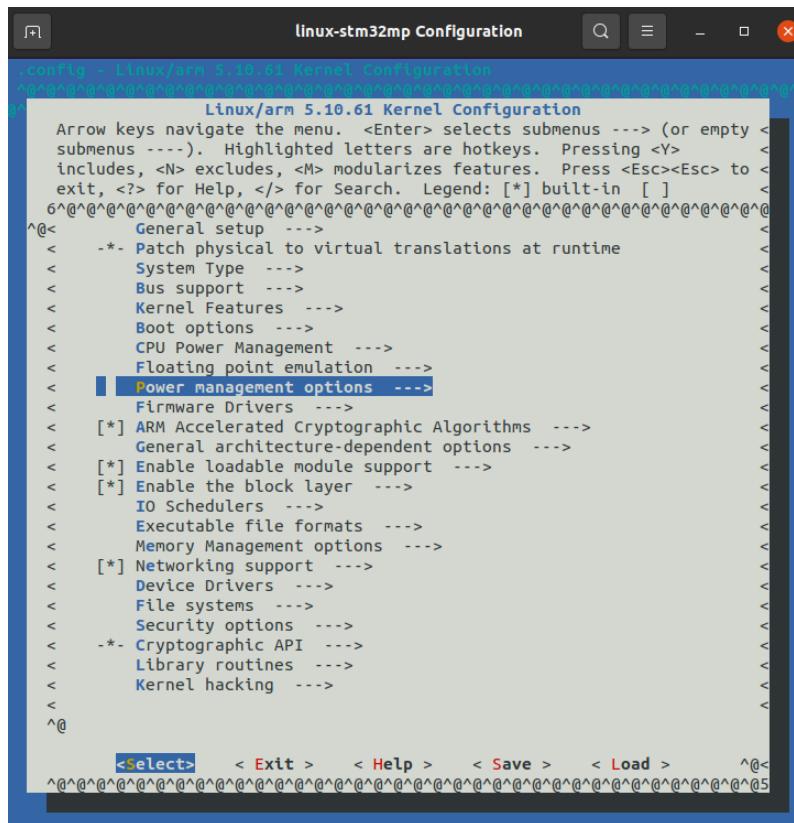 linux-stm32mp Configuration
.config - Linux/arm 5.10.61 Kernel Configuration
^@^@^@^@^@^@^@^@^@^@^@^@^@^@^@^@^@^@^@^@^@^@^@^@^@^@^@^@^@^@^@^@^@^@^@^@^@^@^@
@^ Linux/arm 5.10.61 Kernel Configuration
Arrow keys navigate the menu.  <Enter> selects submenus ---> (or empty <
submenus ----).  Highlighted letters are hotkeys.  Pressing <Y> <
includes, <N> excludes, <M> modularizes features.  Press <Esc><Esc> to <
exit, <?> for Help, </> for Search.  Legend: [*] built-in  [ ] <
6^@^@^@^@^@^@^@^@^@^@^@^@^@^@^@^@^@^@^@^@^@^@^@^@^@^@^@^@^@^@^@^@^@^@^@^@
^@< General setup  ---> <
< -*- Patch physical to virtual translations at runtime <
< System Type  ---> <
< Bus support  ---> <
< Kernel Features  ---> <
< Boot options  ---> <
< CPU Power Management  ---> <
< Floating point emulation  ---> <
< Power management options  ---> <
< Firmware Drivers  ---> <
< [*] ARM Accelerated Cryptographic Algorithms  ---> <
< General architecture-dependent options  ---> <
< [*] Enable loadable module support  ---> <
< [*] Enable the block layer  ---> <
< IO Schedulers  ---> <
< Executable file formats  ---> <
< Memory Management options  ---> <
< [*] Networking support  ---> <
< Device Drivers  ---> <
< File systems  ---> <
< Security options  ---> <
< -*- Cryptographic API  ---> <
< Library routines  ---> <
< Kernel hacking  ---> <
< <
^@
<Select>    < Exit >    < Help >    < Save >    < Load > ^@<
^@^@^@^@^@^@^@^@^@^@^@^@^@^@^@^@^@^@^@^@^@^@^@^@^@^@^@^@^@^@^@^@^@^@^@^@5